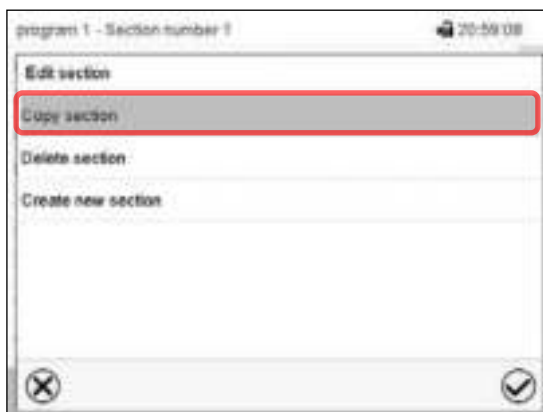 program 1 - Section number 1 20:59:08
Edit section
Copy section
Delete section
Create new section